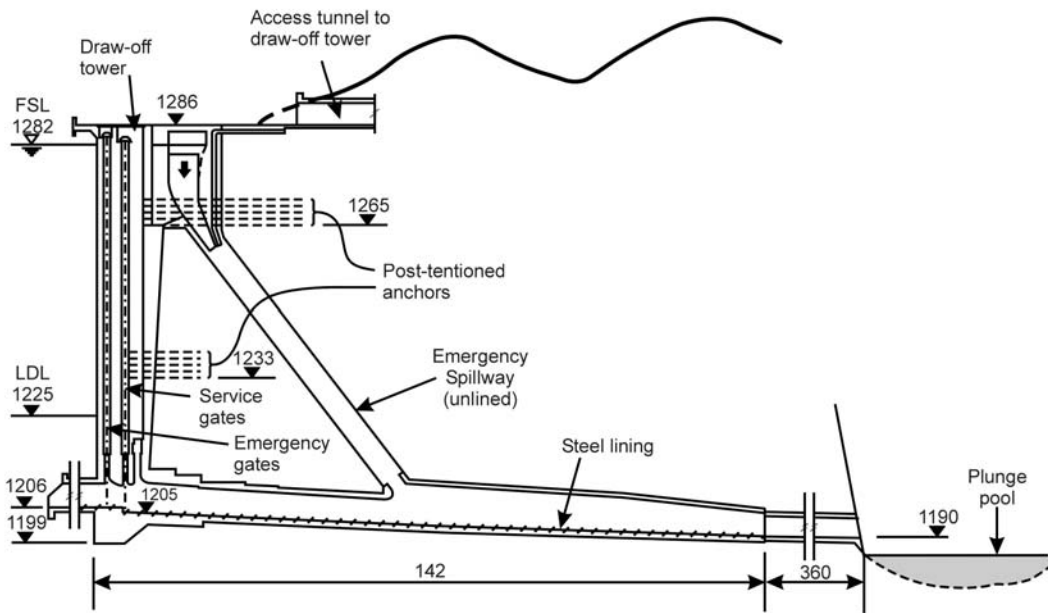 Access tunnel to
draw-off tower
Draw-off
tower
FSL
1282
1286
1265
Post-tentioned
anchors
1233
LDL
1225
Service
gates
Emergency
Spillway
(unlined)
Emergency
gates
Steel lining
1206
1205
1199
Plunge
pool
1190
142
360